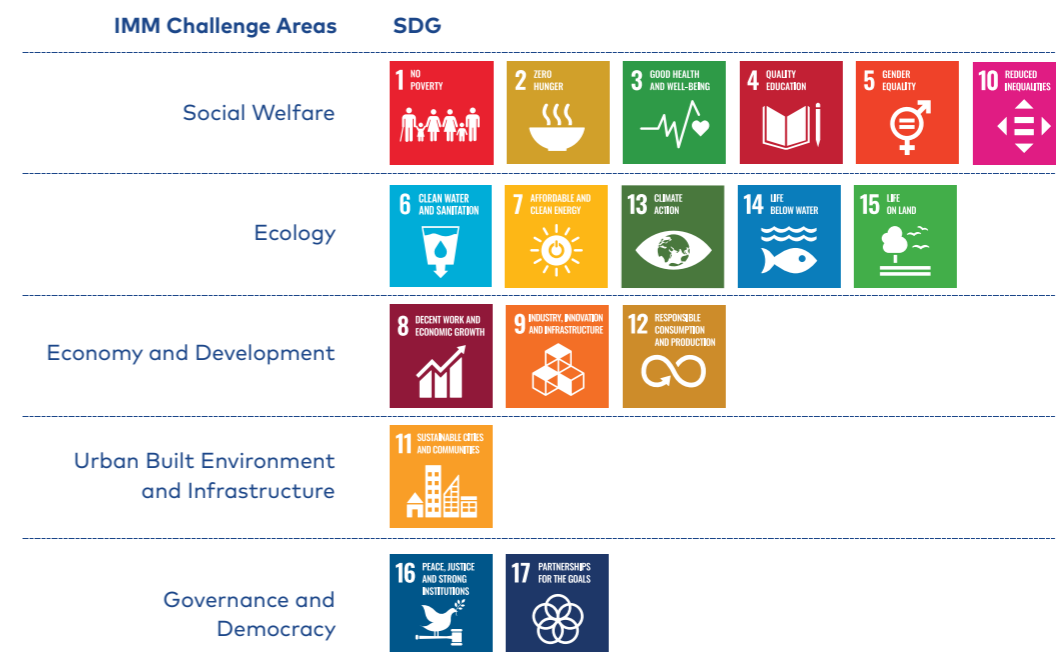 IMM Challenge Areas SDG
Social Welfare
1 NO
POVERTY
2 ZERO
HUNGER
3 GOOD HEALTH
AND WELL-BEING
4 QUALITY
EDUCATION
5 GENDER
EQUALITY
10 REDUCED
INEQUALITIES
Ecology
6 CLEAN WATER
AND SANITATION
7 AFFORDABLE AND
CLEAN ENERGY
13 CLIMATE
ACTION
14 LIFE
BELOW WATER
15 LIFE
ON LAND
Economy and Development
8 DECENT WORK AND
ECONOMIC GROWTH
9 INDUSTRY, INNOVATION
AND INFRASTRUCTURE
12 RESPONSIBLE
CONSUMPTION
AND PRODUCTION
Urban Built Environment
and Infrastructure
11 SUSTAINABLE CITIES
AND COMMUNITIES
Governance and
Democracy
16 PEACE, JUSTICE
AND STRONG
INSTITUTIONS
17 PARTNERSHIPS
FOR THE GOALS